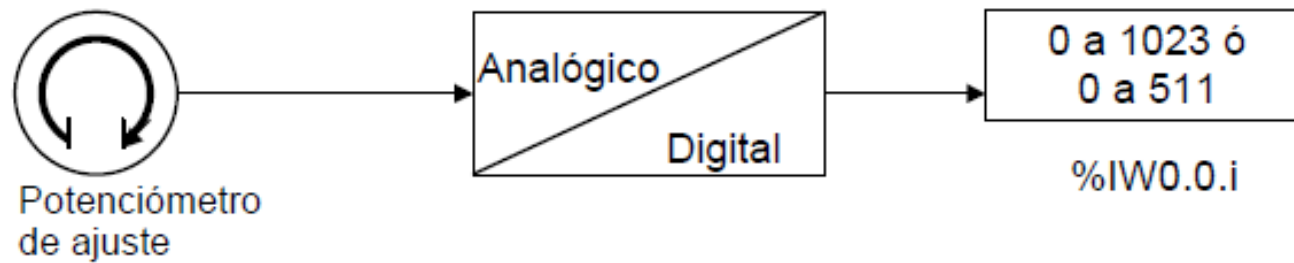 Potenciómetro
de ajuste
Analógico
Digital
0 a 1023 ó
0 a 511
%IW0.0.i